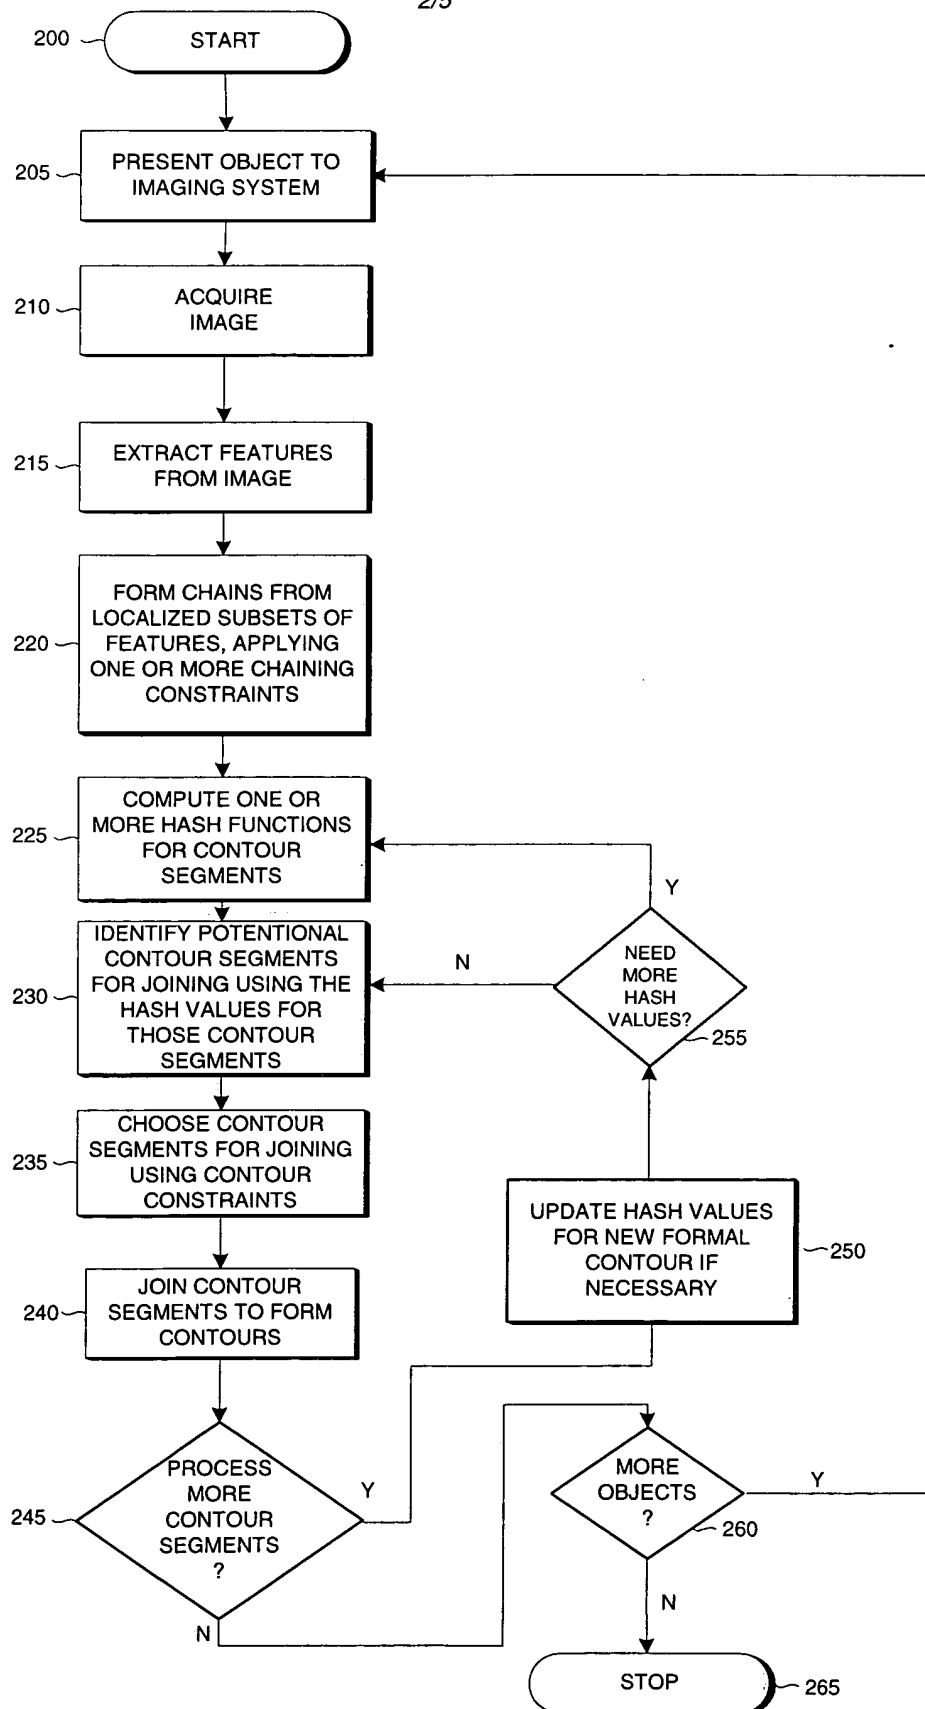 2/5
200
START
205
PRESENT OBJECT TO
IMAGING SYSTEM
210
ACQUIRE
IMAGE
215
EXTRACT FEATURES
FROM IMAGE
220
FORM CHAINS FROM
LOCALIZED SUBSETS OF
FEATURES, APPLYING
ONE OR MORE CHAINING
CONSTRAINTS
225
COMPUTE ONE OR
MORE HASH FUNCTIONS
FOR CONTOUR
SEGMENTS
230
IDENTIFY POTENTIONAL
CONTOUR SEGMENTS
FOR JOINING USING THE
HASH VALUES FOR
THOSE CONTOUR
SEGMENTS
235
CHOOSE CONTOUR
SEGMENTS FOR JOINING
USING CONTOUR
CONSTRAINTS
240
JOIN CONTOUR
SEGMENTS TO FORM
CONTOURS
245
PROCESS
MORE
CONTOUR
SEGMENTS
?
Y
N
UPDATE HASH VALUES
FOR NEW FORMAL
CONTOUR IF
NECESSARY
250
NEED
MORE
HASH
VALUES?
255
Y
N
MORE
OBJECTS
?
260
Y
N
STOP
265